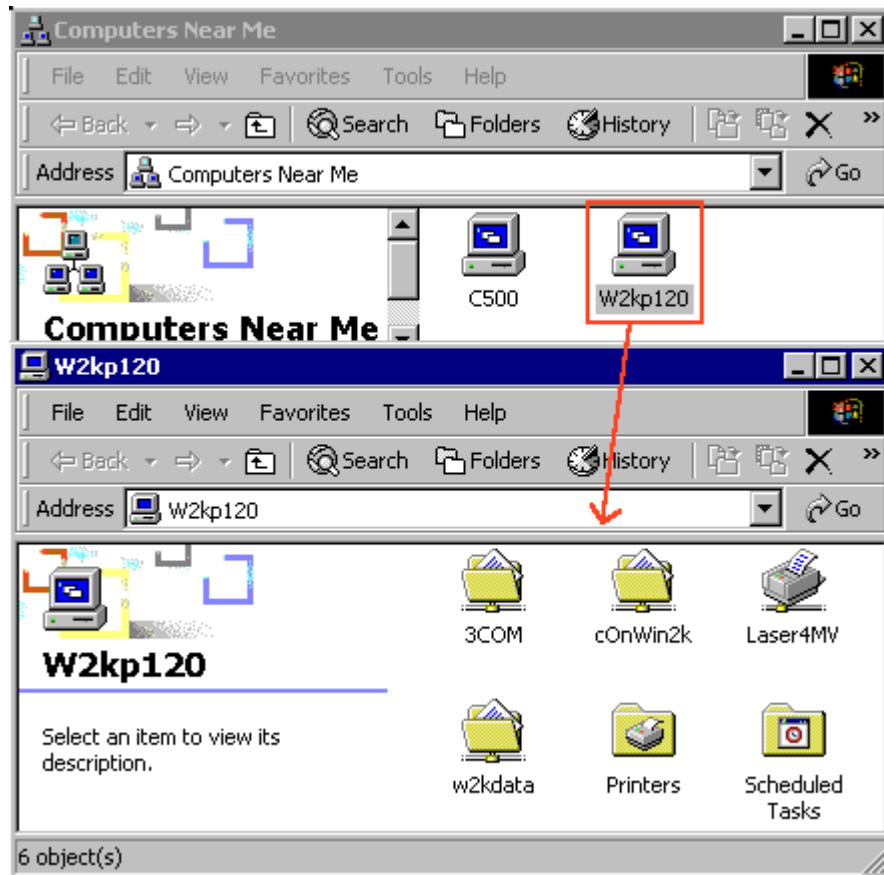 Computers Near Me
File Edit View Favorites Tools Help
Back Search Folders History »
Address Computers Near Me Go
C500 W2kp120
Computers Near Me
W2kp120
File Edit View Favorites Tools Help
Back Search Folders History »
Address W2kp120 Go
3COM cOnWin2k Laser4MV
W2kp120
Select an item to view its
description.
w2kdata Printers Scheduled
Tasks
6 object(s)